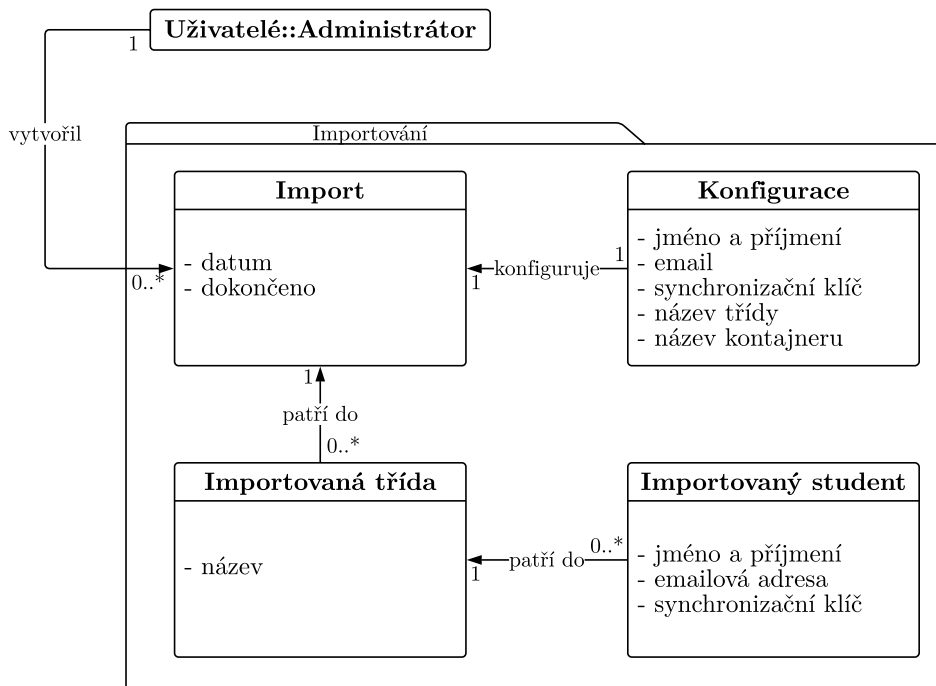 Uživatelé::Administrátor
1
vytvořil
Importování
Import
Konfigurace
- datum
- dokončeno
0..*
- jméno a příjmení
- email
- synchronizační klíč
- název třídy
- název kontajneru
1
konfiguruje
1
1
patří do
0..*
Importovaná třída
Importovaný student
- název
- jméno a příjmení
- emailová adresa
- synchronizační klíč
1
patří do
0..*